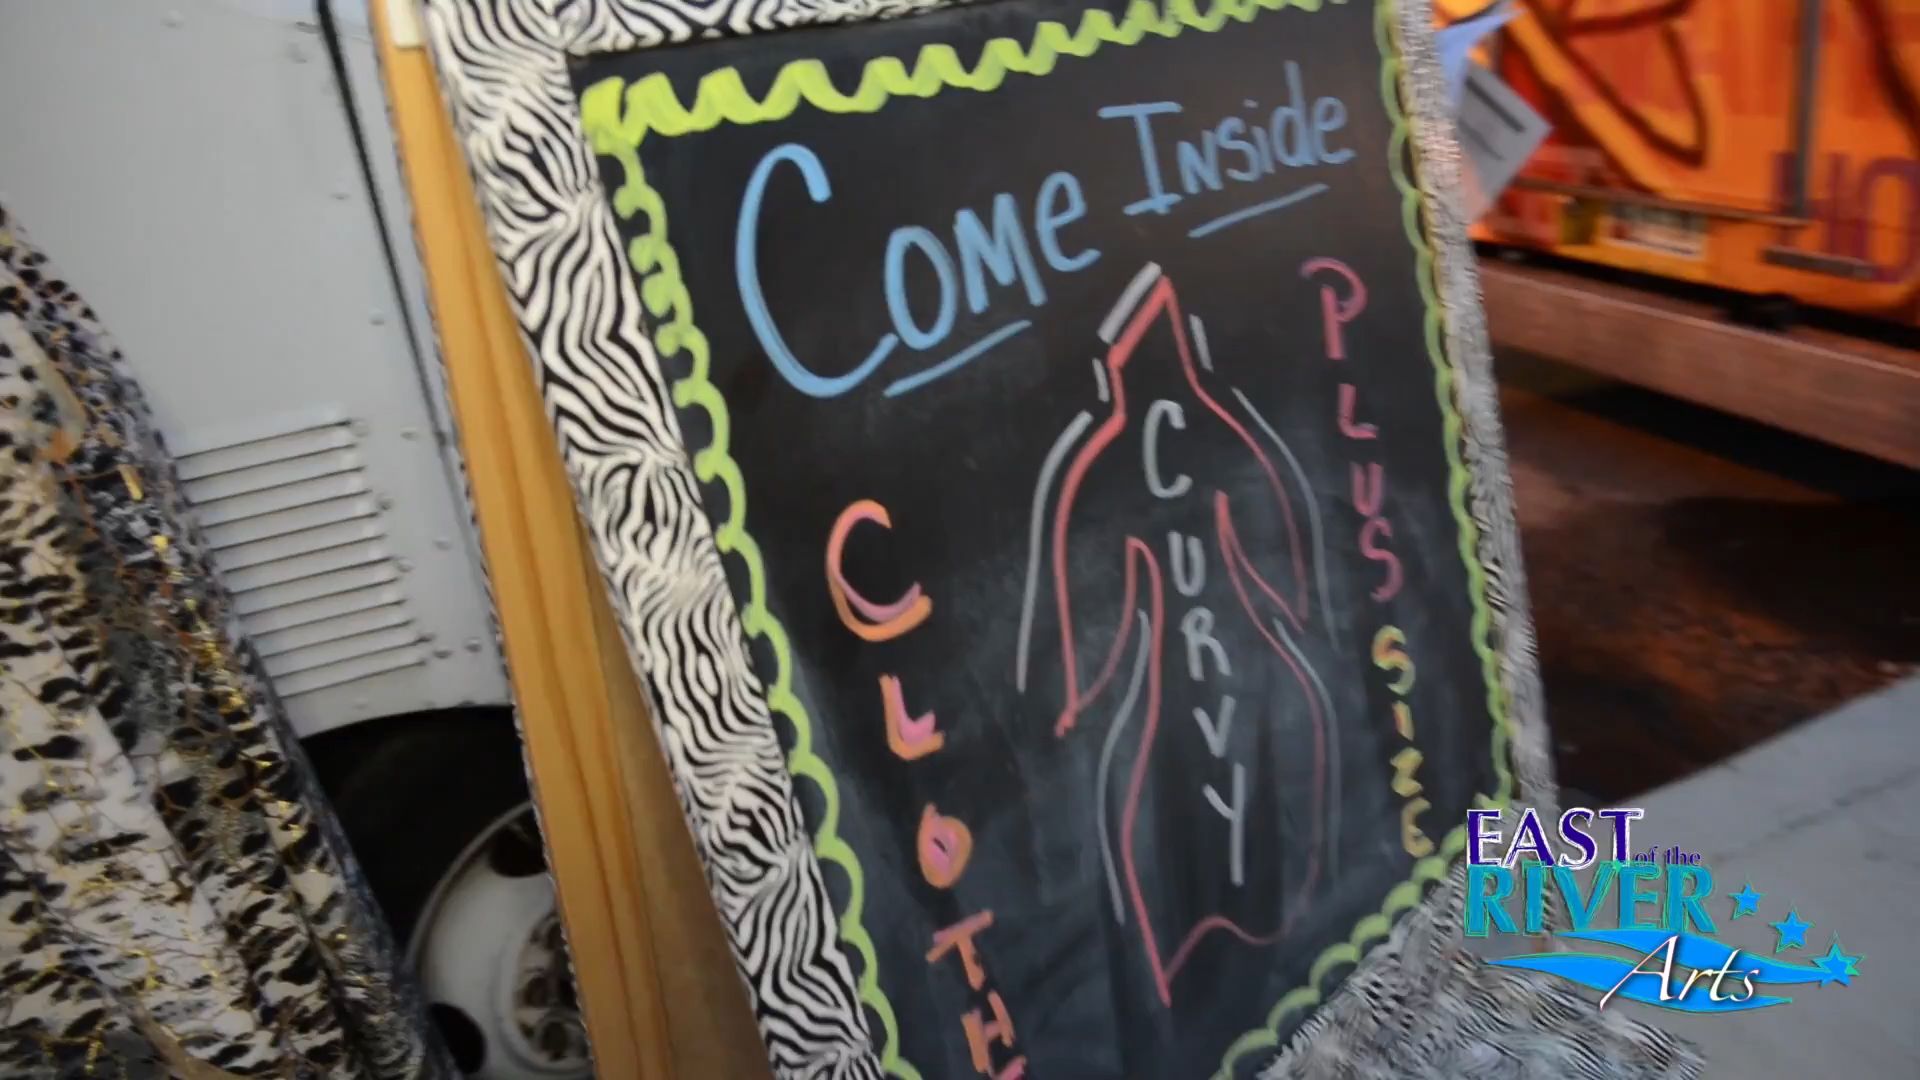 Come Inside
CURVY
PLUS SIZE
CLOTH
EAST of the
RIVER
Arts